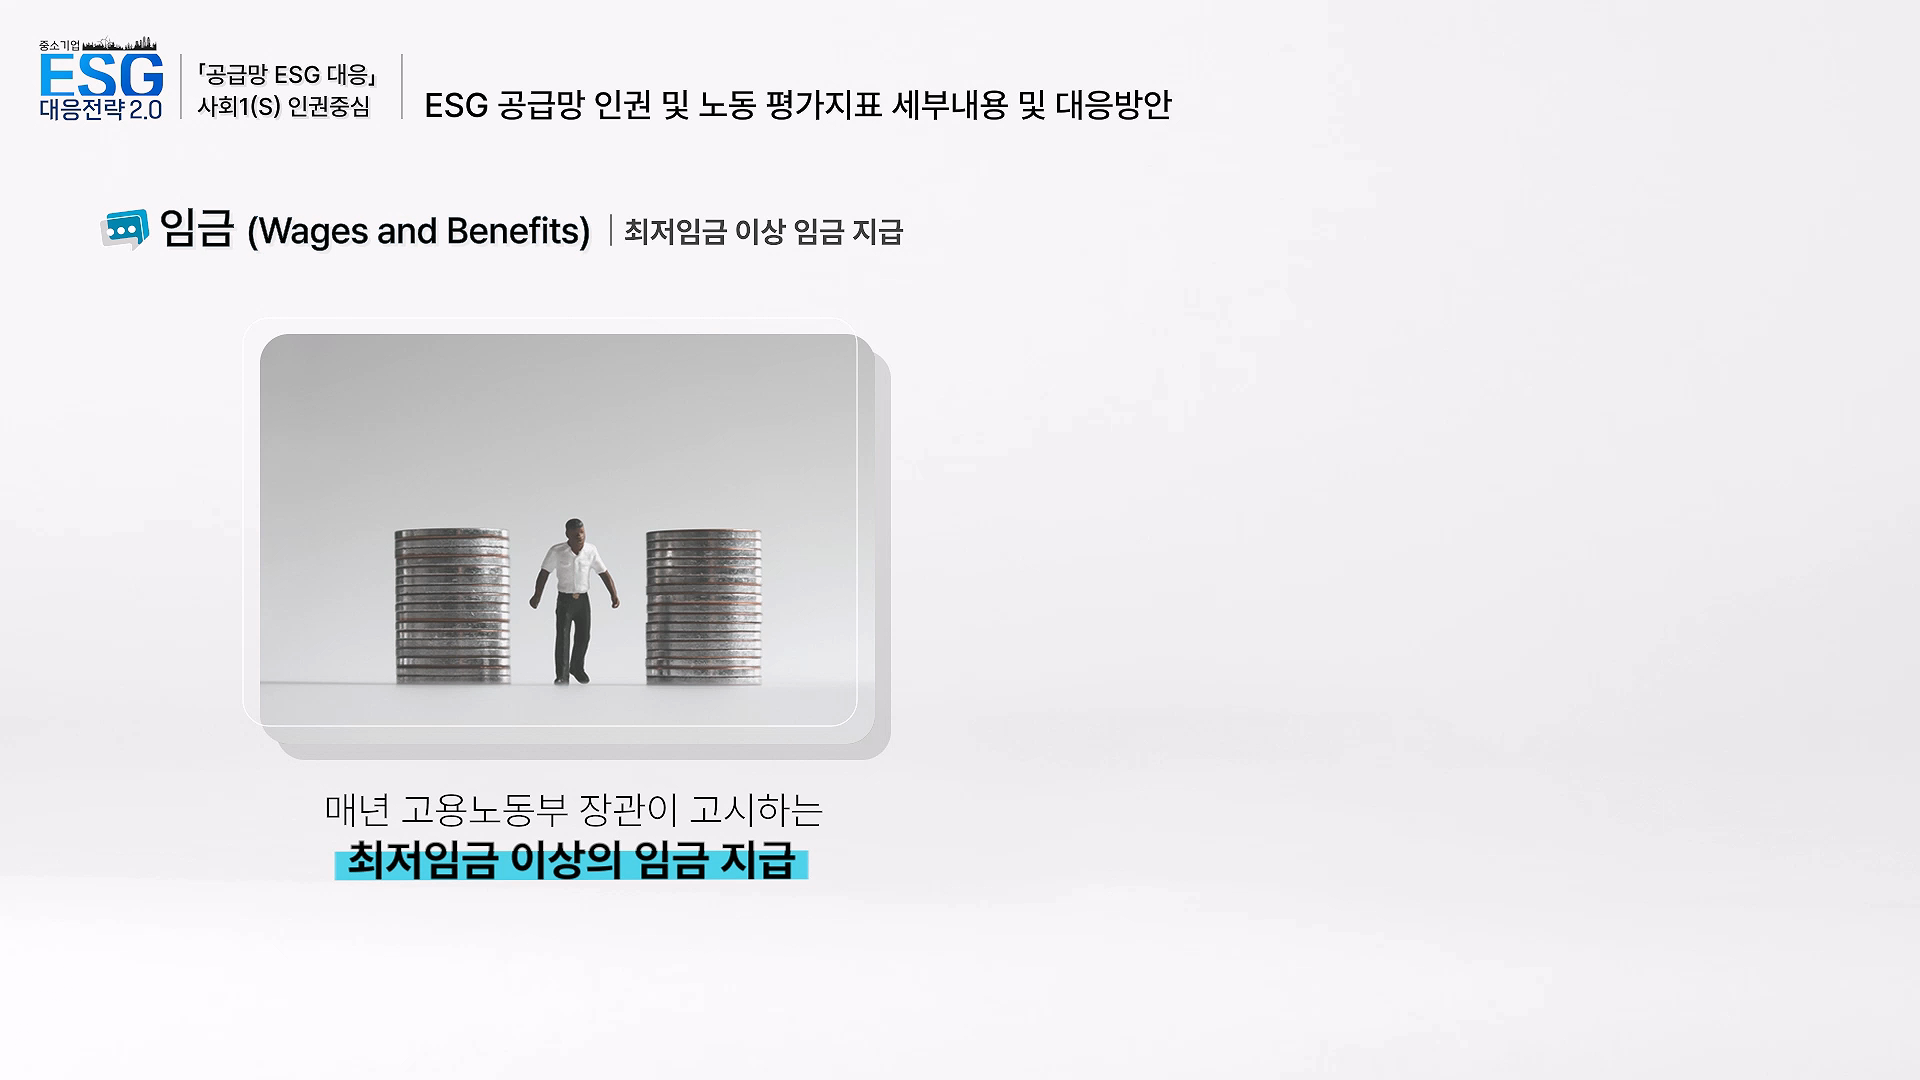 중소기업
ESG
대응전략 2.0
「공급망 ESG 대응」
사회1(S) 인권중심
ESG 공급망 인권 및 노동 평가지표 세부내용 및 대응방안
임금 (Wages and Benefits) | 최저임금 이상 임금 지급
매년 고용노동부 장관이 고시하는
최저임금 이상의 임금 지급